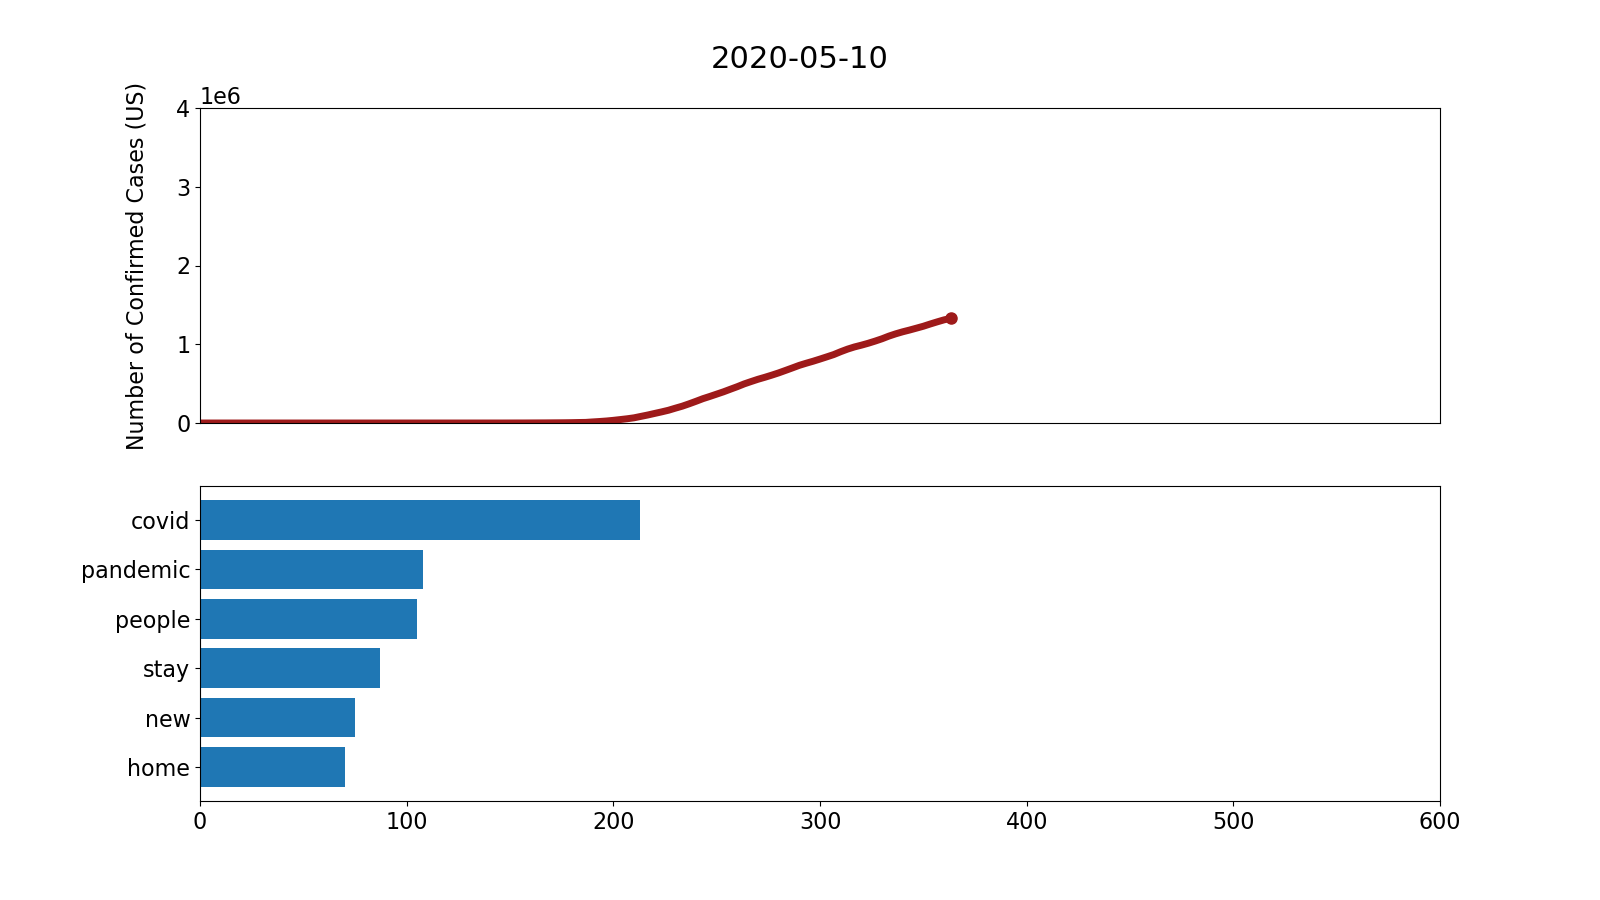 2020-05-10
1e6
Number of Confirmed Cases (US)
4
3
2
1
0
covid
pandemic
people
stay
new
home
0 100 200 300 400 500 600